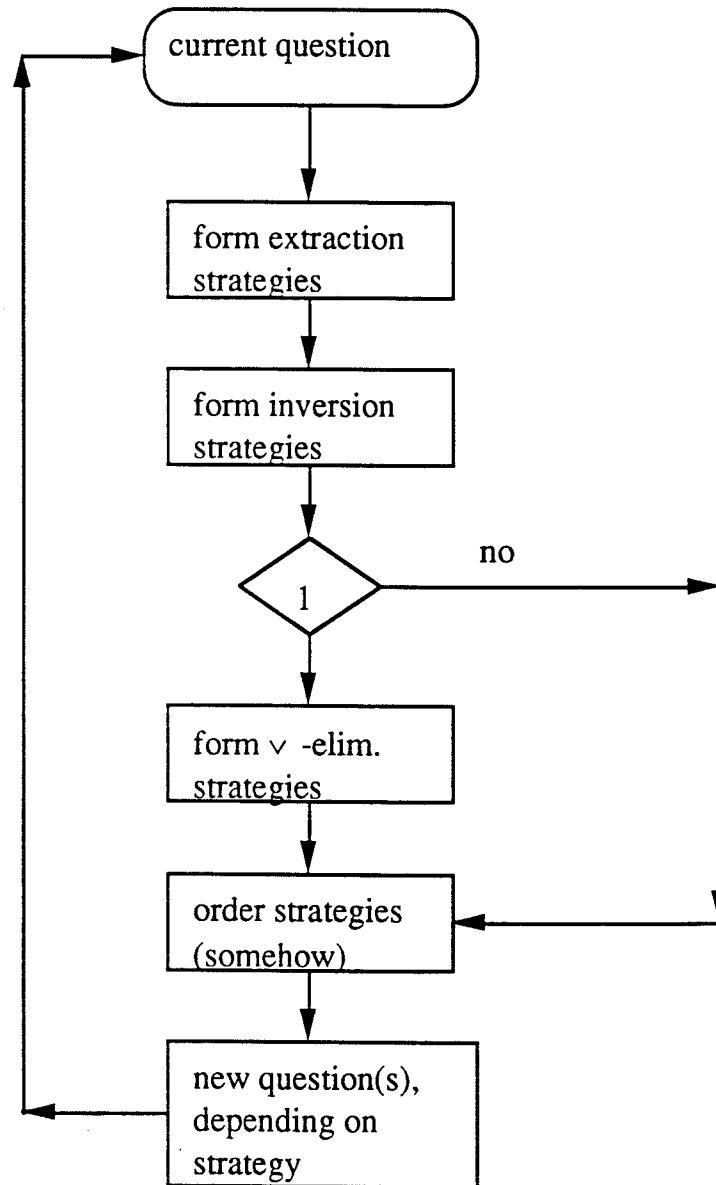 current question
form extraction
strategies
form inversion
strategies
no
1
form ∨ -elim.
strategies
order strategies
(somehow)
new question(s),
depending on
strategy